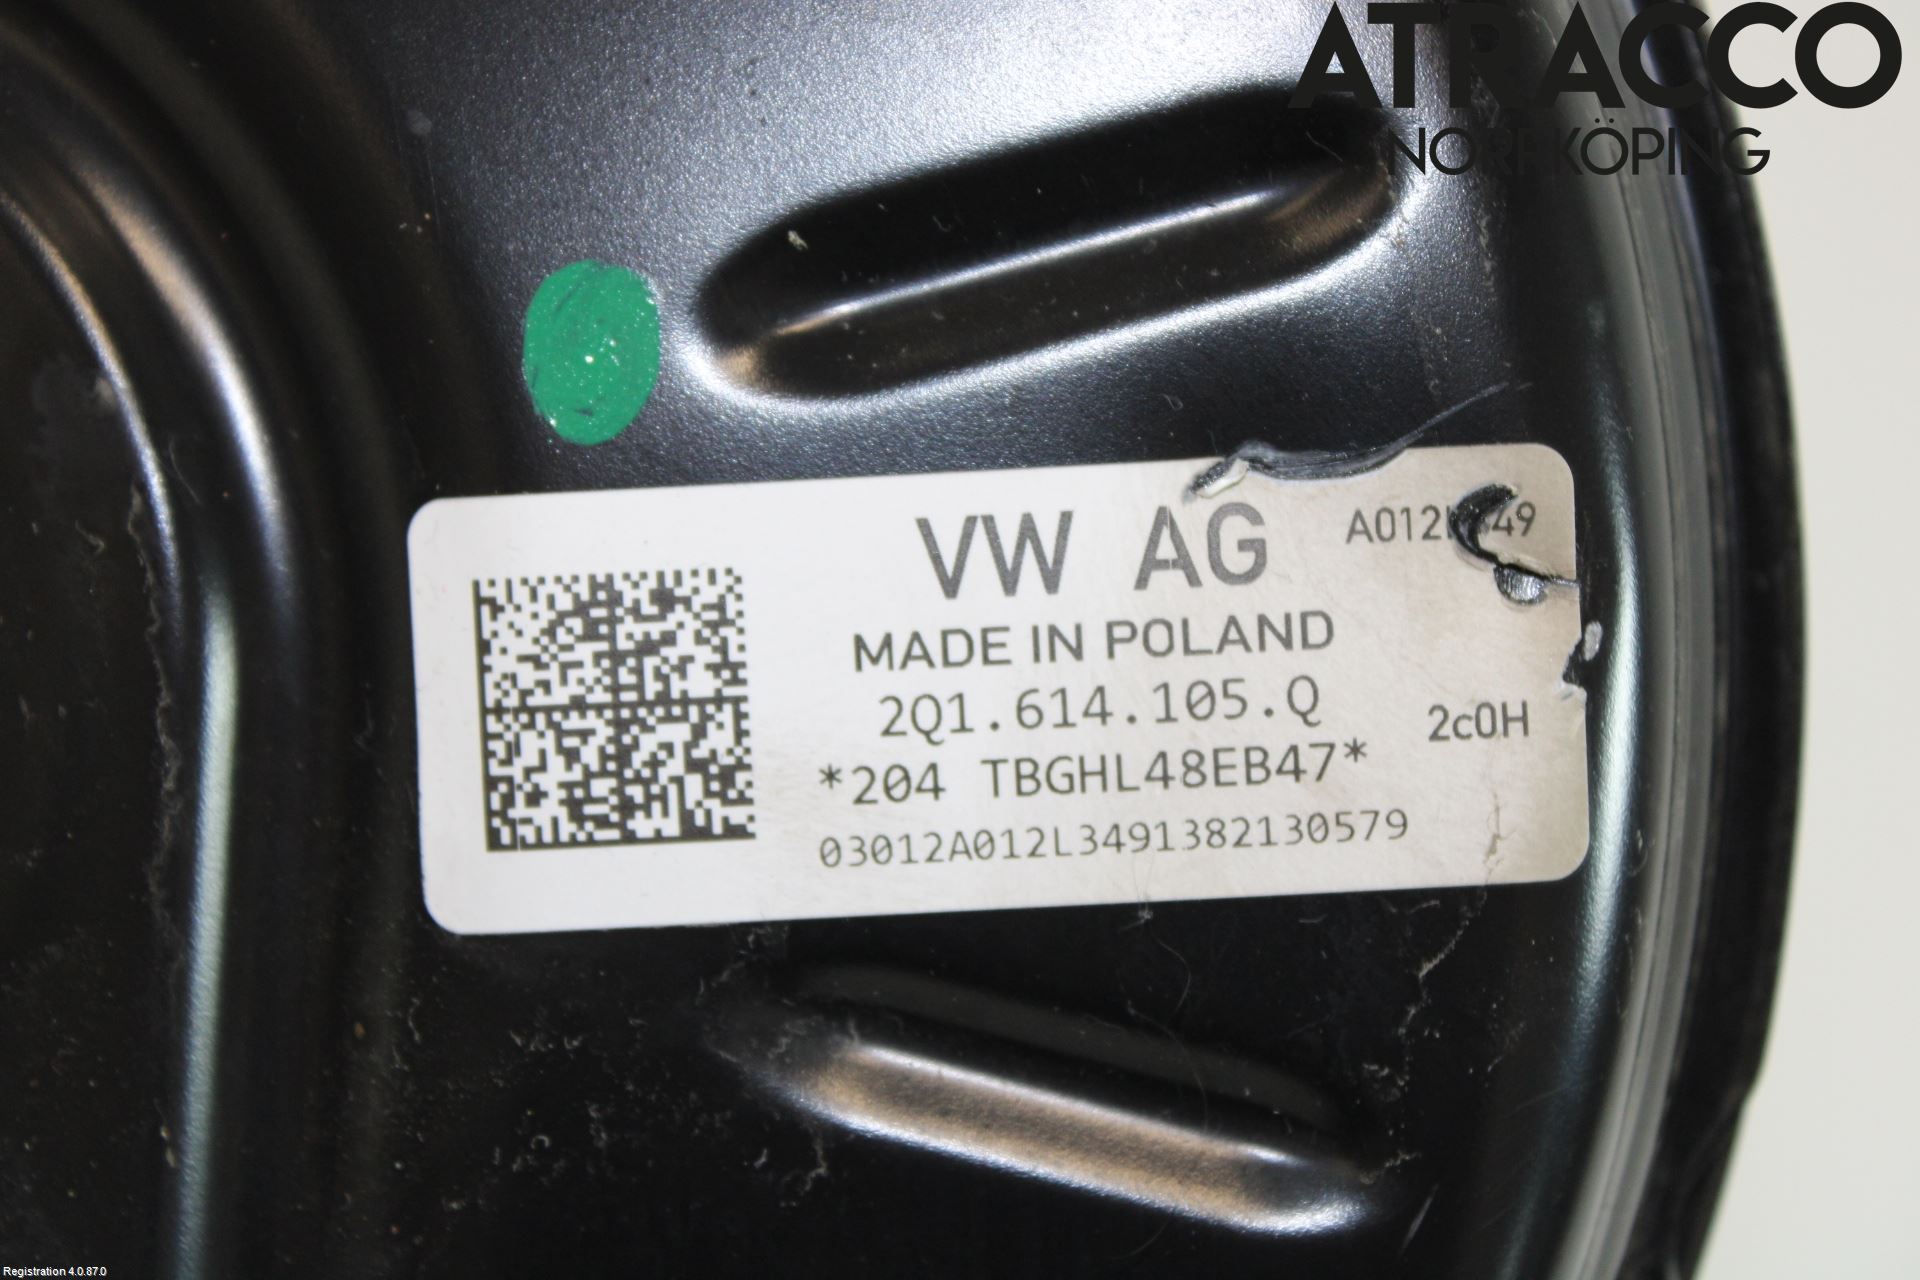 ATRACCO
NORRKÖPING
VW AG
MADE IN POLAND
2Q1.614.105.Q
2c0H
*204 TBGHL48EB47*
03012A012L3491382130579
Registration 4.0.87.0